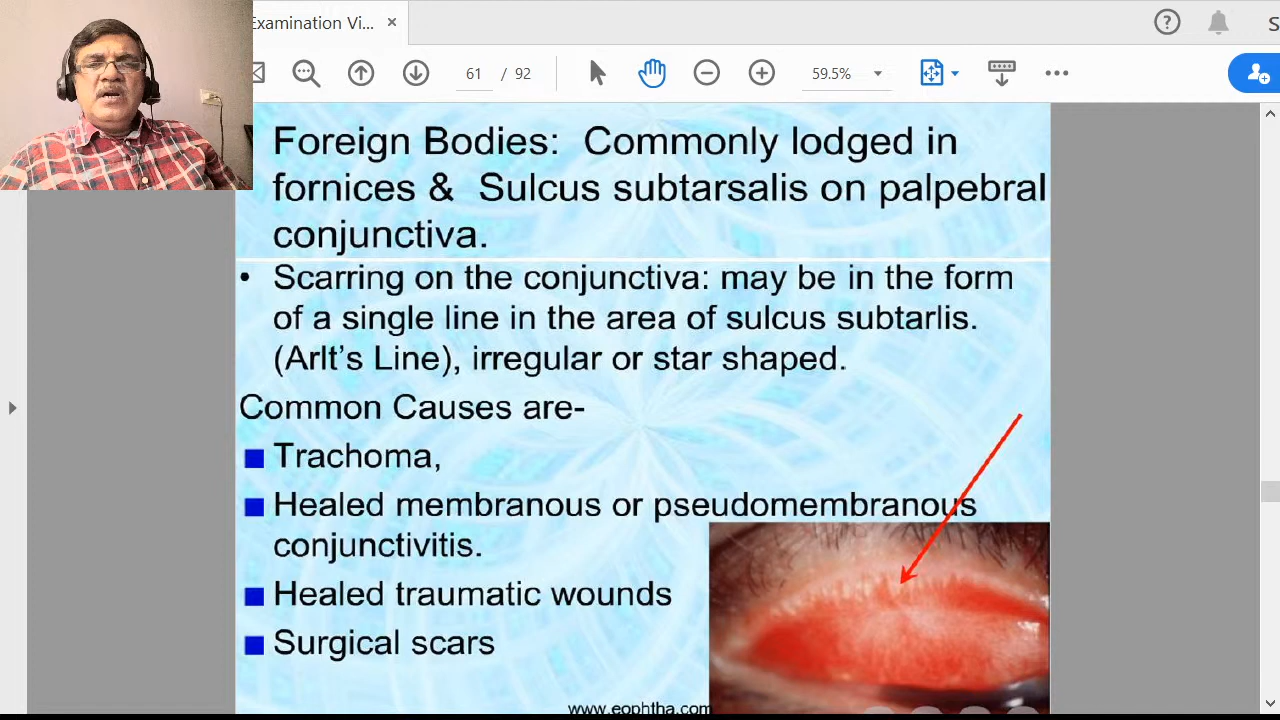 Examination Vi...
61 / 92
59.5%
Foreign Bodies: Commonly lodged in
fornices & Sulcus subtarsalis on palpebral
conjunctiva.
• Scarring on the conjunctiva: may be in the form
of a single line in the area of sulcus subtarlis.
(Arlt's Line), irregular or star shaped.
Common Causes are-
Trachoma,
Healed membranous or pseudomembranous
conjunctivitis.
Healed traumatic wounds
Surgical scars
www.eophtha.com